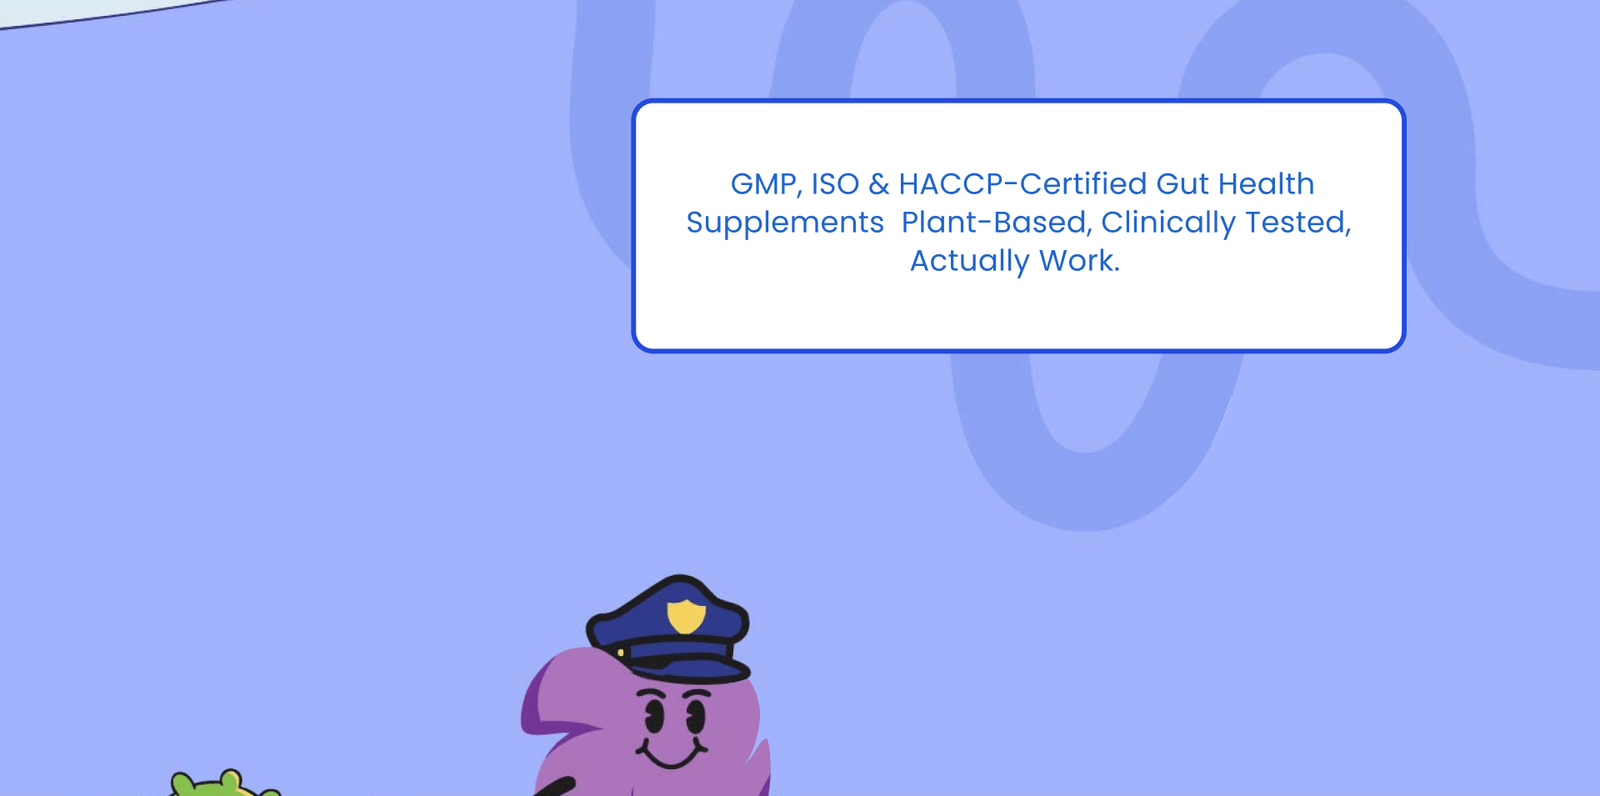 GMP, ISO & HACCP-Certified Gut Health
Supplements  Plant-Based, Clinically Tested,
Actually Work.